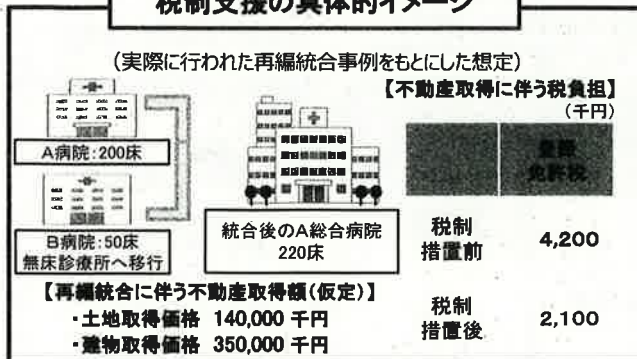 税制支援の具体的イメージ
(実際に行われた再編統合事例をもとにした想定)
【不動産取得に伴う税負担】
(千円)
A病院:200床
B病院:50床
無床診療所へ移行
統合後のA総合病院
220床
登録
免許税
税制
措置前
4,200
税制
措置後
2,100
【再編統合に伴う不動産取得額(仮定)】
・土地取得価格 140,000 千円
・建物取得価格 350,000 千円